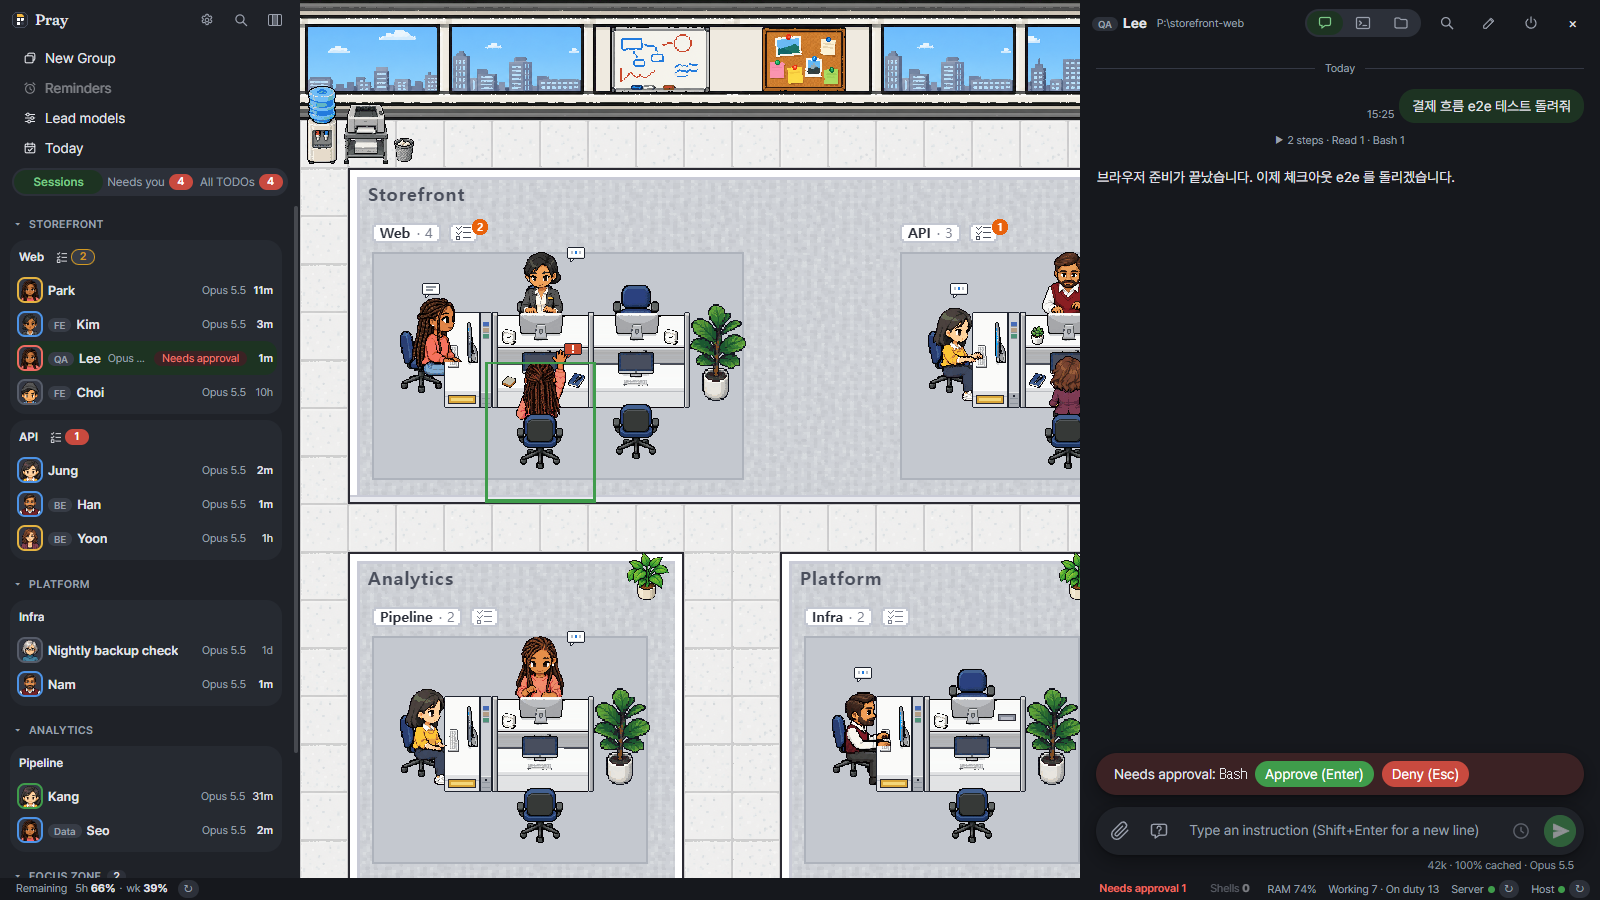 Pray
New Group
Reminders
Lead models
Today
Sessions
Needs you 4
All TODOs 4
STOREFRONT
Web 2
Park Opus 5.5 11m
FE Kim Opus 5.5 3m
QA Lee Opus ... Needs approval 1m
FE Choi Opus 5.5 10h
API 1
Jung Opus 5.5 2m
BE Han Opus 5.5 1m
BE Yoon Opus 5.5 1h
PLATFORM
Infra
Nightly backup check Opus 5.5 1d
Nam Opus 5.5 1m
ANALYTICS
Pipeline
Kang Opus 5.5 31m
Data Seo Opus 5.5 2m
FOCUS ZONE 2
Remaining 5h 66% · wk 39%
Storefront
Web · 4
2
API · 3
1
Analytics
Pipeline · 2
Platform
Infra · 2
QA Lee P:\storefront-web
Today
15:25
결제 흐름 e2e 테스트 돌려줘
2 steps · Read 1 · Bash 1
브라우저 준비가 끝났습니다. 이제 체크아웃 e2e 를 돌리겠습니다.
Needs approval: Bash Approve (Enter) Deny (Esc)
Type an instruction (Shift+Enter for a new line)
42k · 100% cached · Opus 5.5
Needs approval 1 Shells 0 RAM 74% Working 7 · On duty 13 Server Host